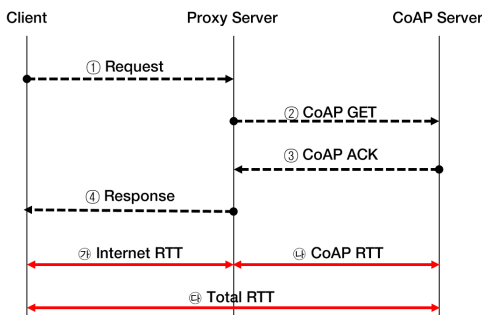 Client Proxy Server CoAP Server
① Request
② CoAP GET
③ CoAP ACK
④ Response
㉮ Internet RTT ㉯ CoAP RTT
㉰ Total RTT